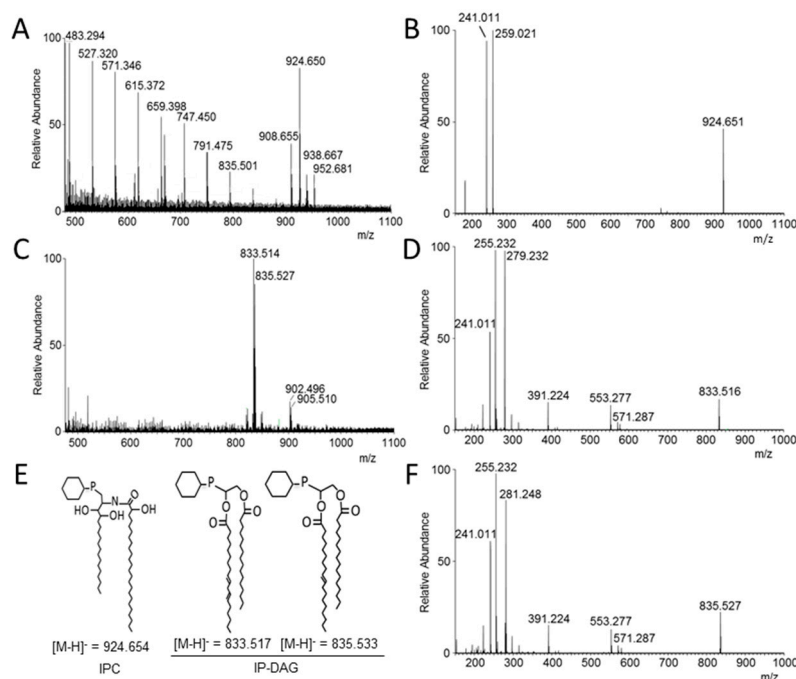 A
100
50
0
Relative Abundance
483.294
527.320
571.346
615.372
659.398
747.450
791.475
835.501
908.655
924.650
938.667
952.681
500 600 700 800 900 1000 1100
m/z
B
100
50
0
Relative Abundance
241.011
259.021
924.651
200 300 400 500 600 700 800 900 1000
m/z
C
100
50
0
Relative Abundance
833.514
835.527
902.496
905.510
500 600 700 800 900 1000 1100
m/z
D
100
50
0
Relative Abundance
255.232
279.232
241.011
391.224
553.277
571.287
833.516
200 300 400 500 600 700 800 900 1000
m/z
E
P
N
O
HO
OH
OH
P
O
O
O
O
P
O
O
O
O
[M-H]- = 924.654
[M-H]- = 833.517
[M-H]- = 835.533
IPC
IP-DAG
F
100
50
0
Relative Abundance
255.232
281.248
241.011
391.224
553.277
571.287
835.527
200 300 400 500 600 700 800 900 1000
m/z